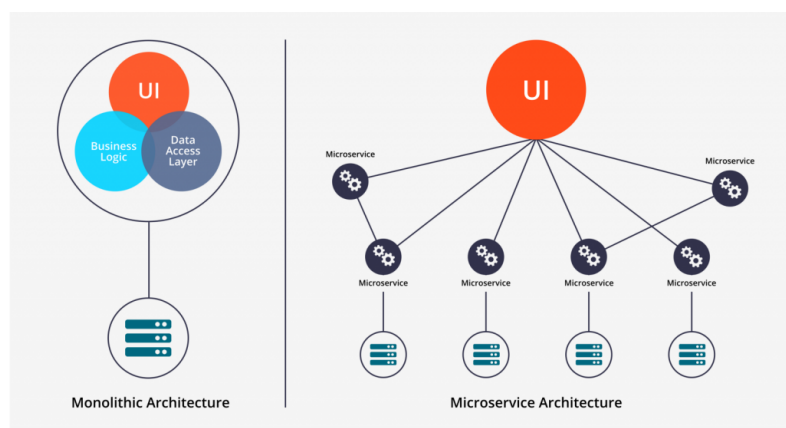 UI
Business
Logic
Data
Access
Layer
Monolithic Architecture
UI
Microservice
Microservice
Microservice
Microservice
Microservice
Microservice
Microservice Architecture